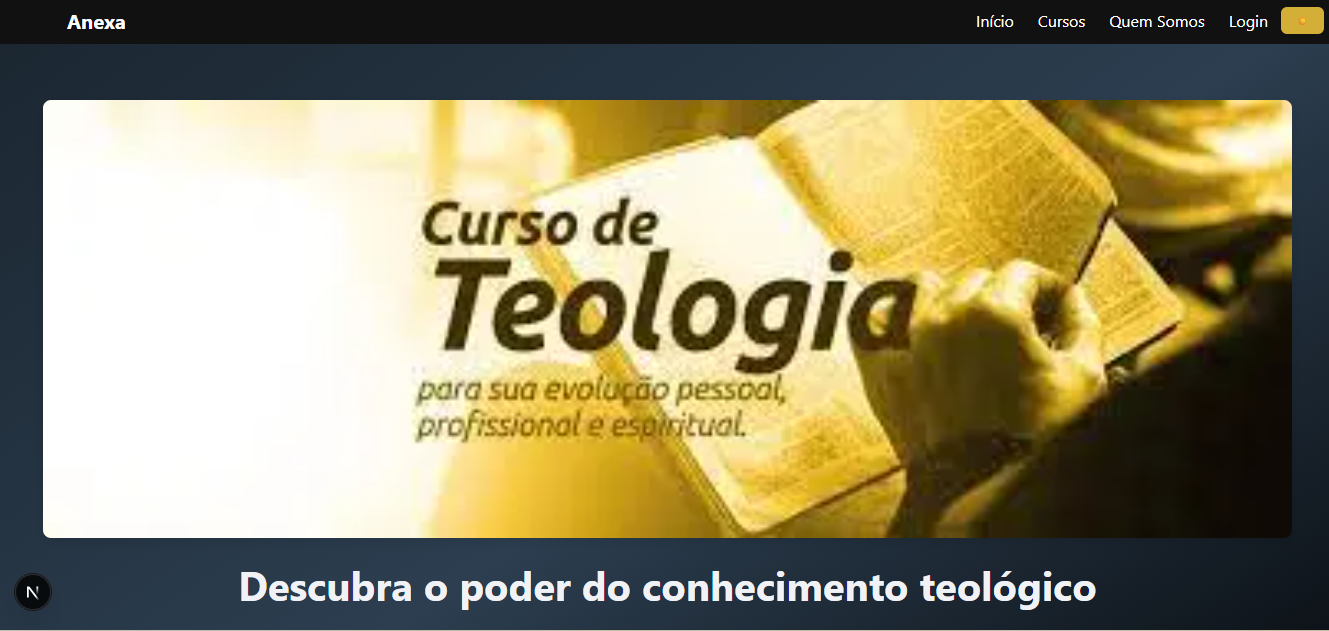 Anexa
Início Cursos Quem Somos Login
Curso de
Teologia
para sua evolução pessoal,
profissional e espiritual.
N
Descubra o poder do conhecimento teológico